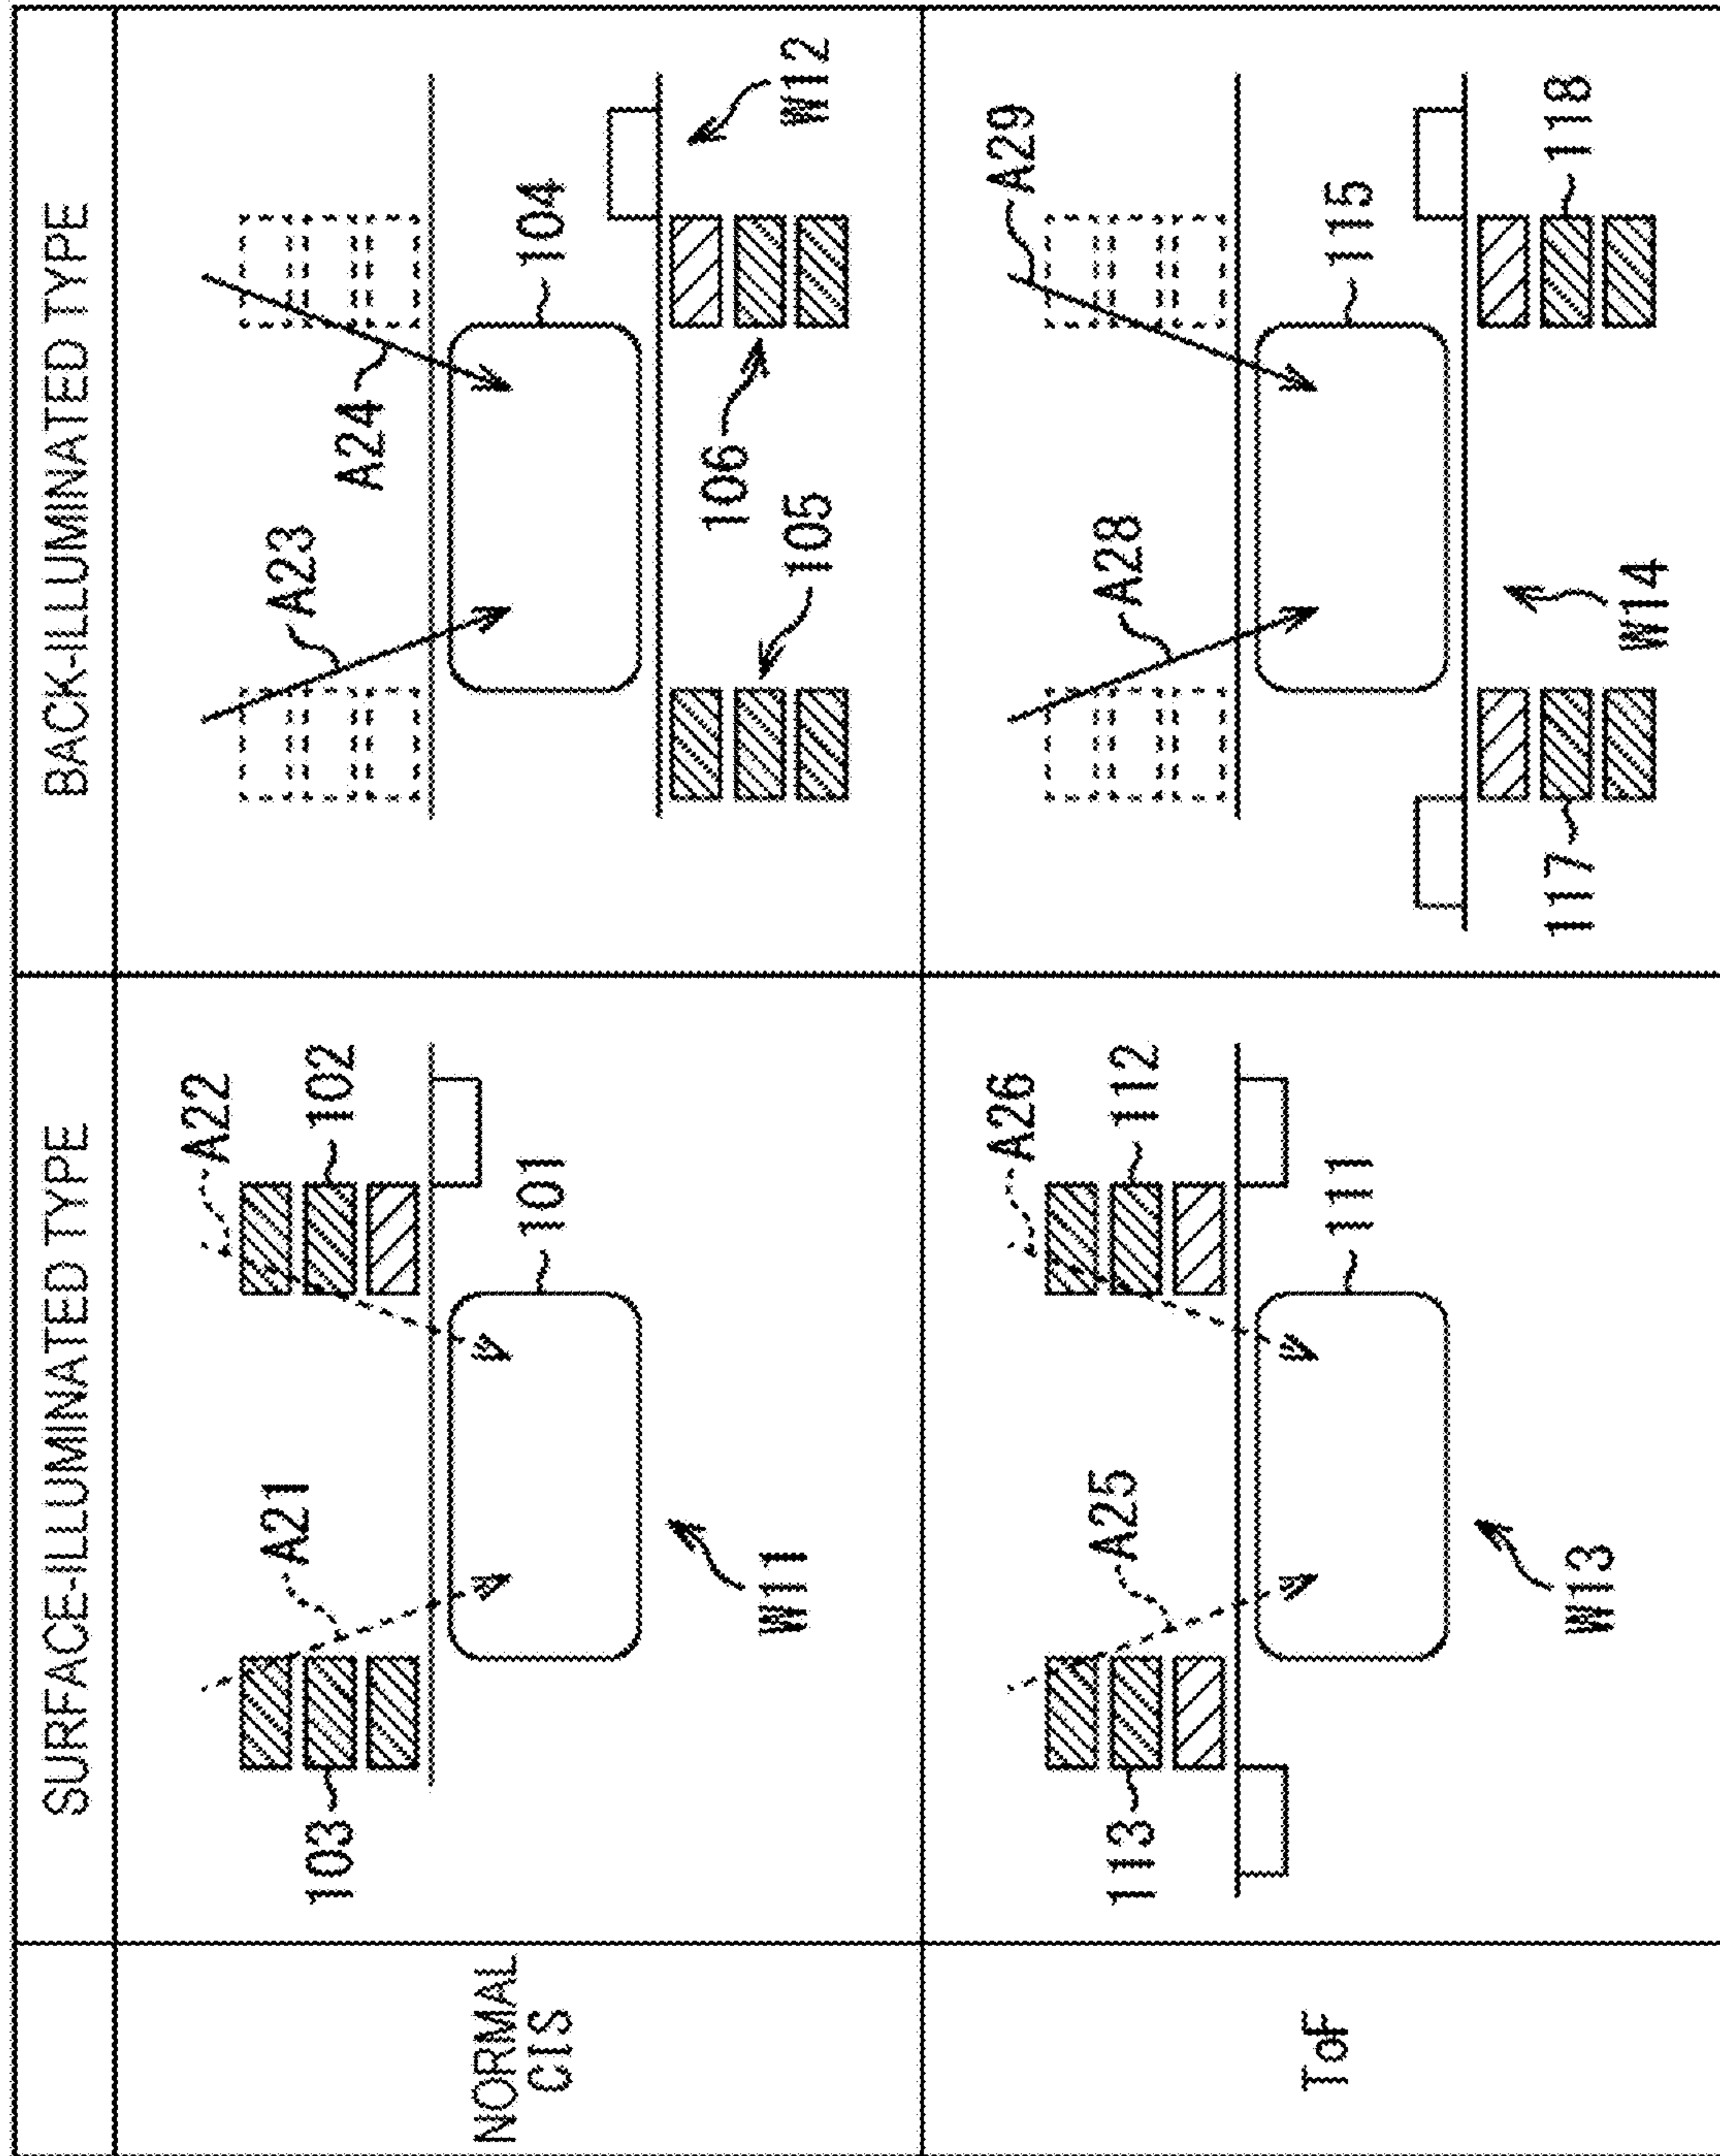 SURFACE-ILLUMINATED TYPE
BACK-ILLUMINATED TYPE
NORMAL
CIS
A21
A22
103
102
101
W11
A23
A24
104
106
105
W12
ToF
A25
A26
113
112
111
W13
A28
A29
115
117
118
W14